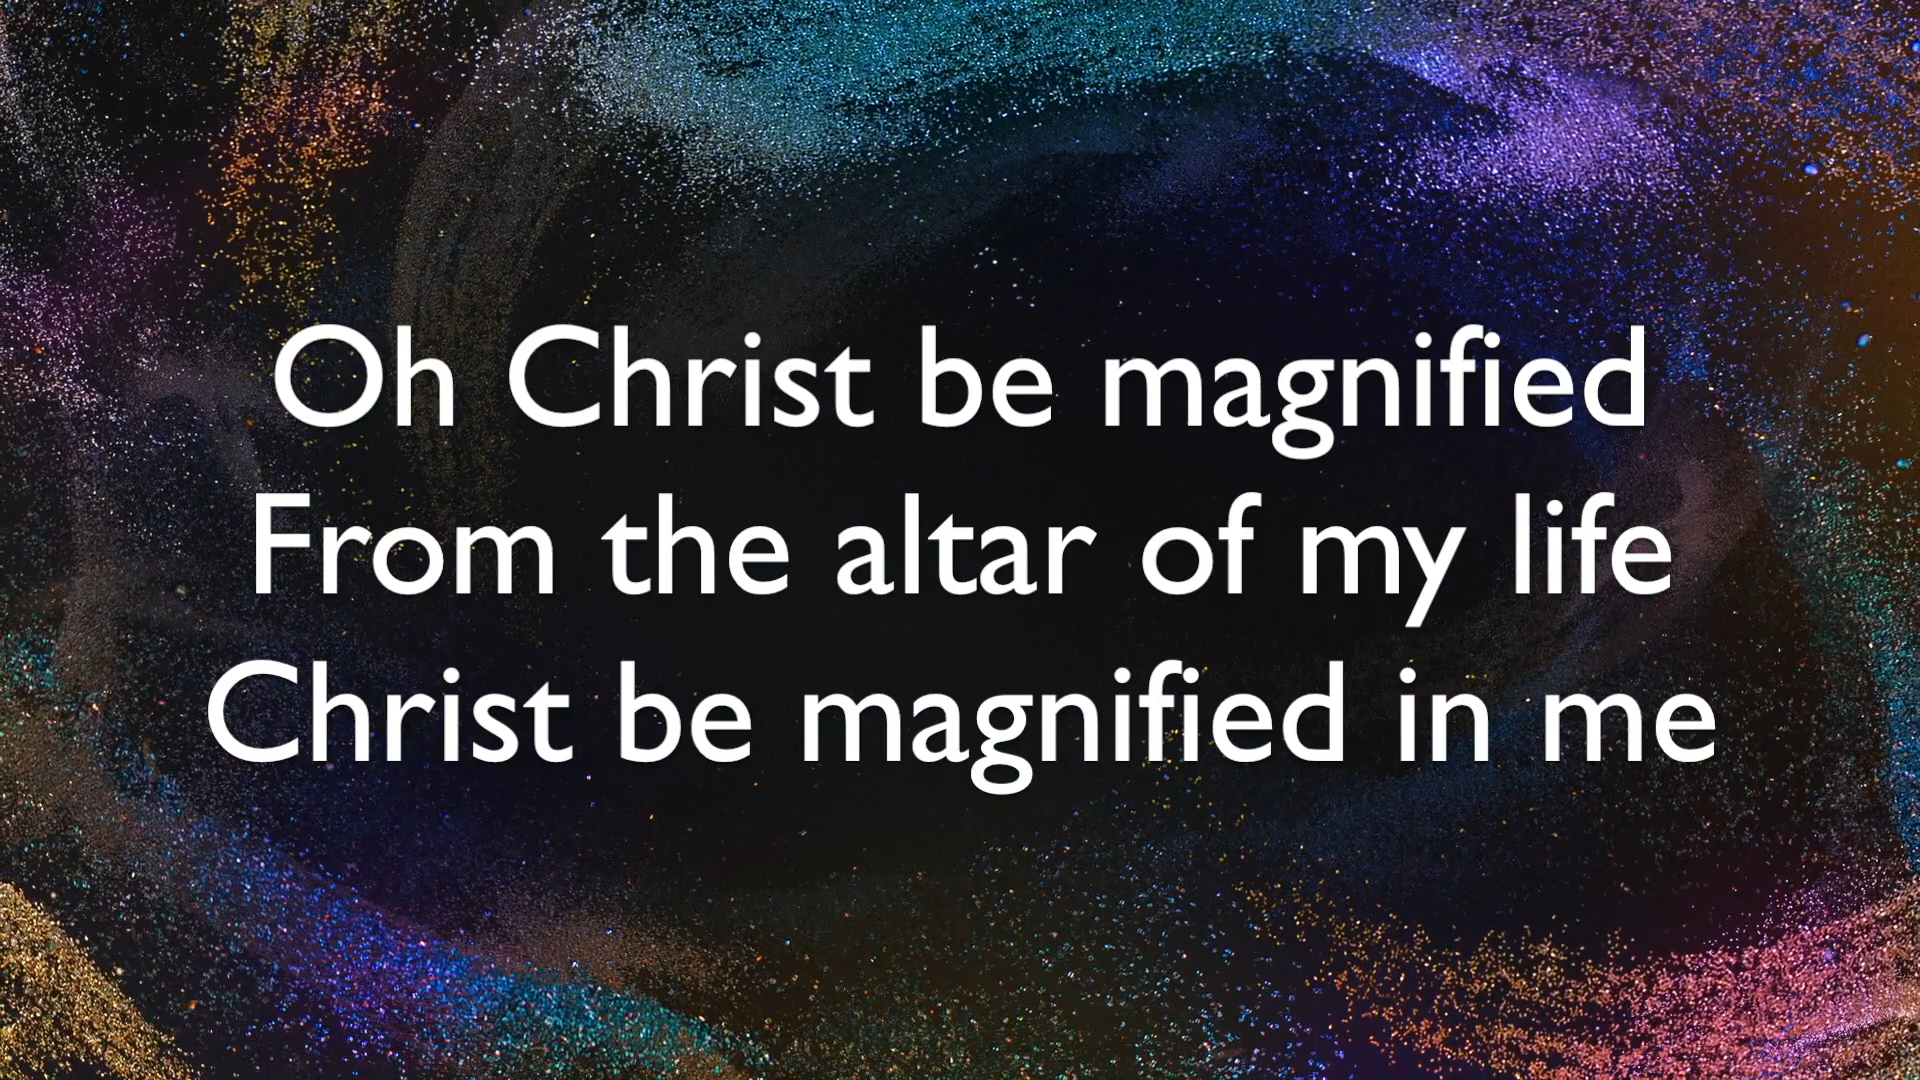 Oh Christ be magnified
From the altar of my life
Christ be magnified in me